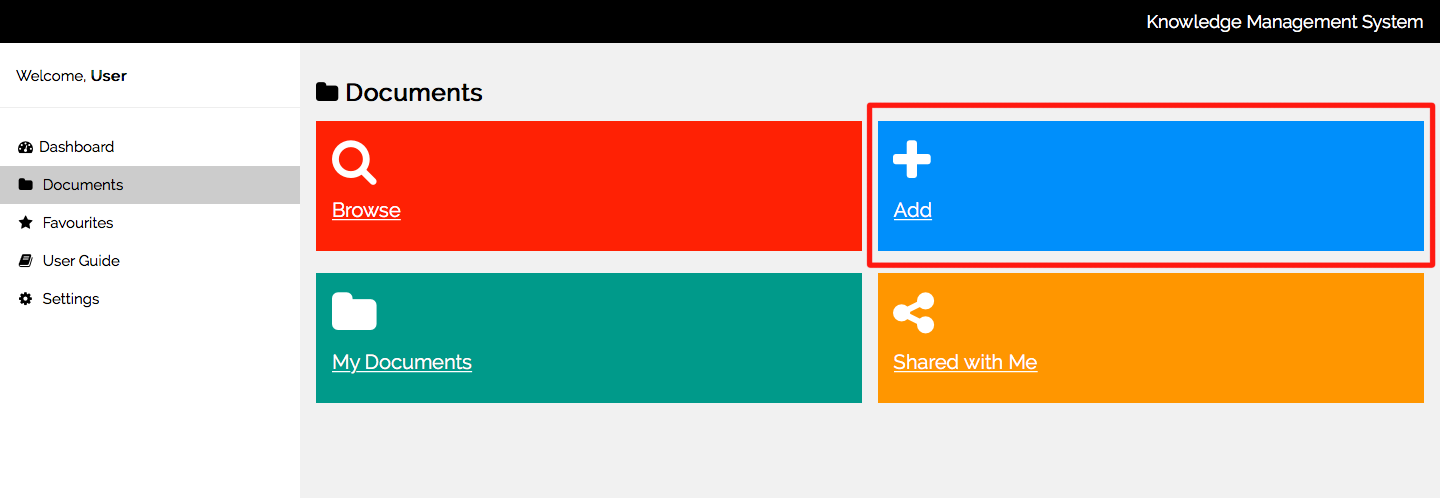 Knowledge Management System
Welcome, User
Dashboard
Documents
Favourites
User Guide
Settings
Documents
Browse
Add
My Documents
Shared with Me